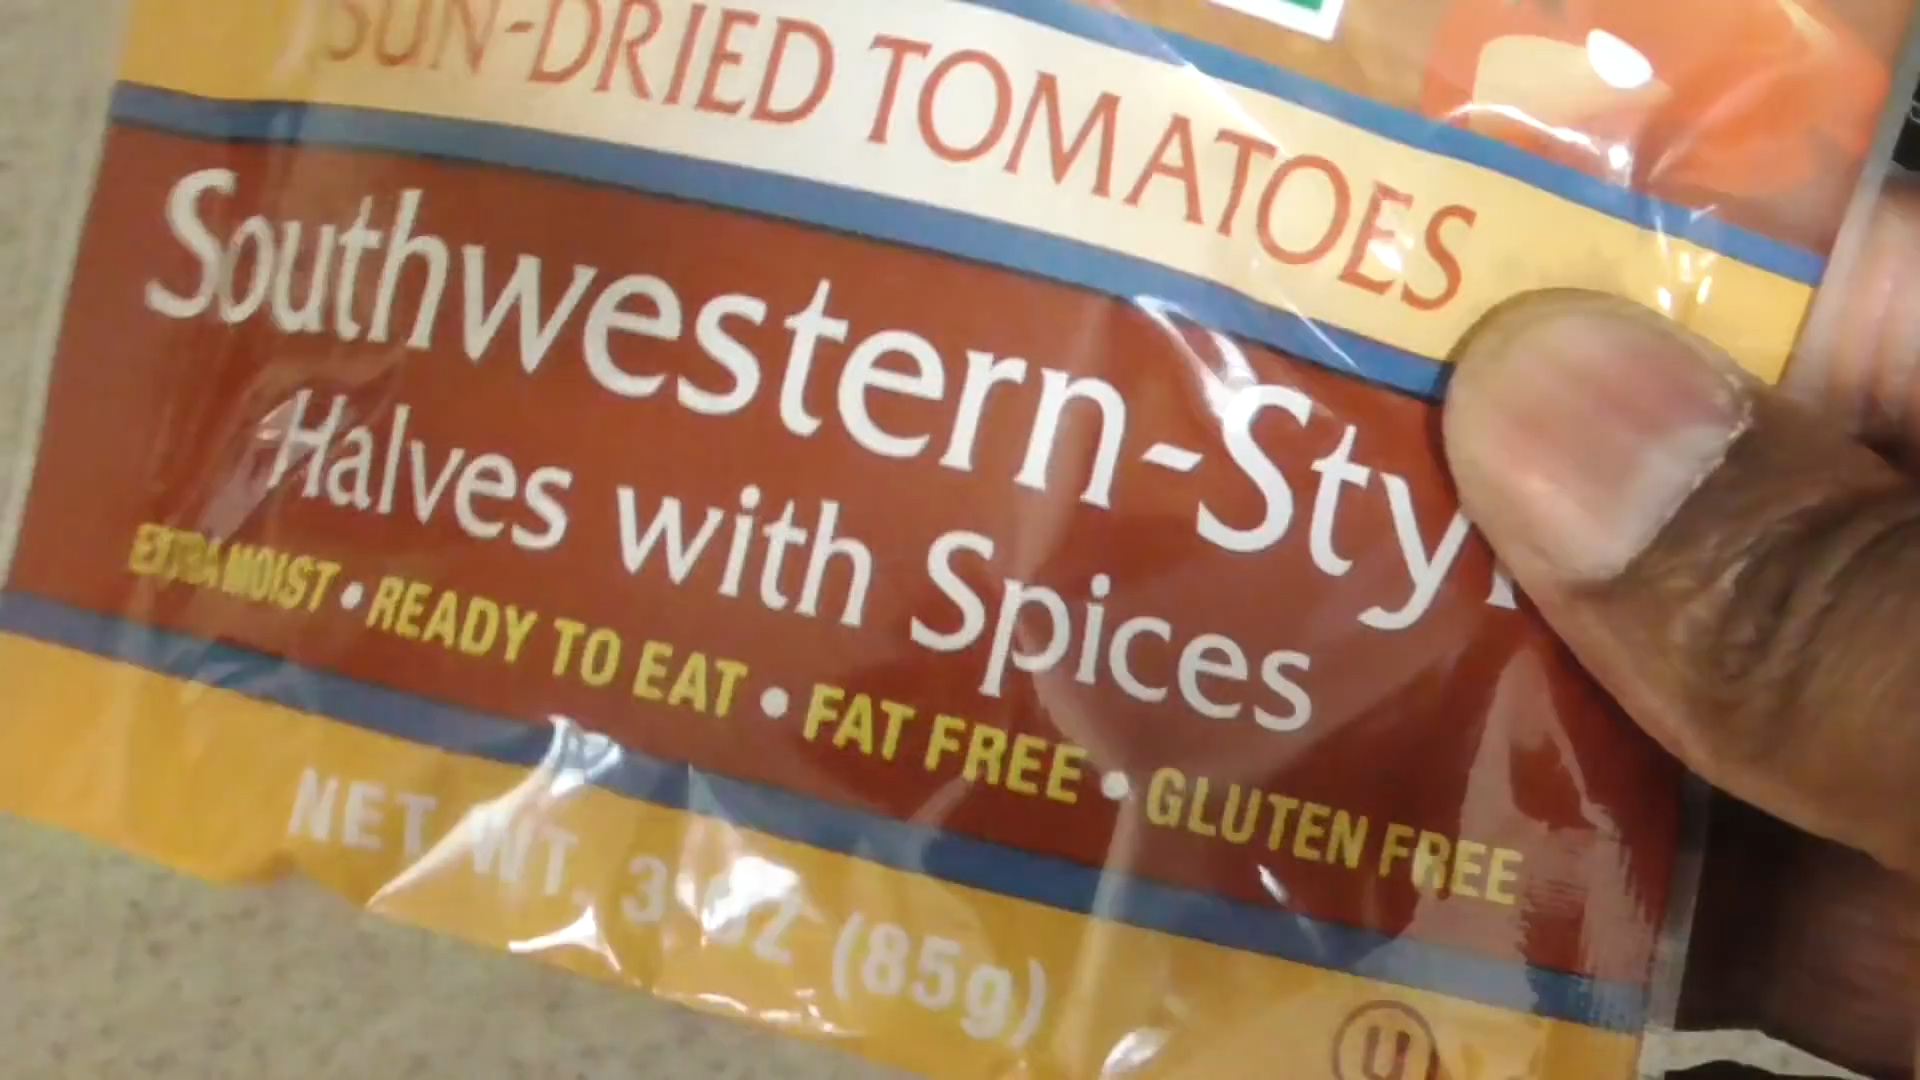 SUN-DRIED TOMATOES
Southwestern-Sty
Halves with Spices
EXTRA MOIST • READY TO EAT • FAT FREE • GLUTEN FREE
NET WT. 3 OZ (85g)
U